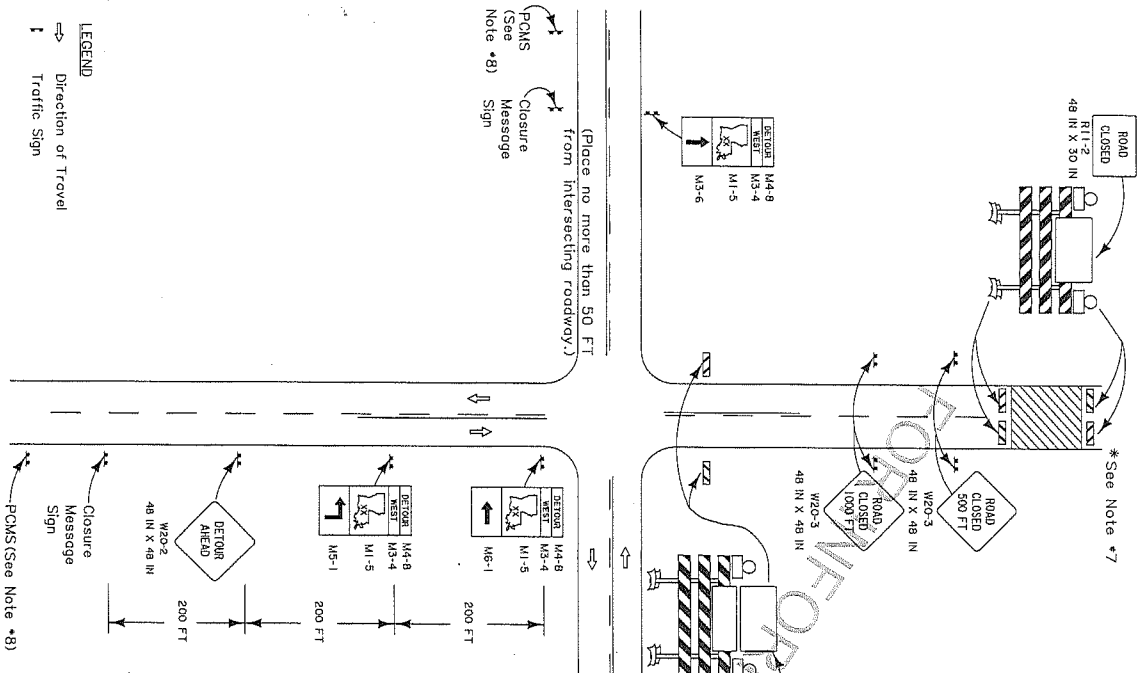 ROAD
CLOSED
R11-2
48 IN X 30 IN
* See Note *7
ROAD
CLOSED
500 FT
W20-3
48 IN X 48 IN
ROAD
CLOSED
1000 FT
W20-3
48 IN X 48 IN
DETOUR
WEST
XX
M4-8
M3-4
M1-5
M3-6
PCMS
(See
Note *8)
Closure
Message
Sign
(Place no more than 50 FT
from intersecting roadway.)
LEGEND
Direction of Travel
Traffic Sign
DETOUR
WEST
XX
M4-8
M3-4
M1-5
M6-1
DETOUR
WEST
XX
M4-8
M3-4
M1-5
M5-1
DETOUR
AHEAD
W20-2
48 IN X 48 IN
Closure
Message
Sign
PCMS (See Note *8)
200 FT
200 FT
200 FT
FOR INFOR